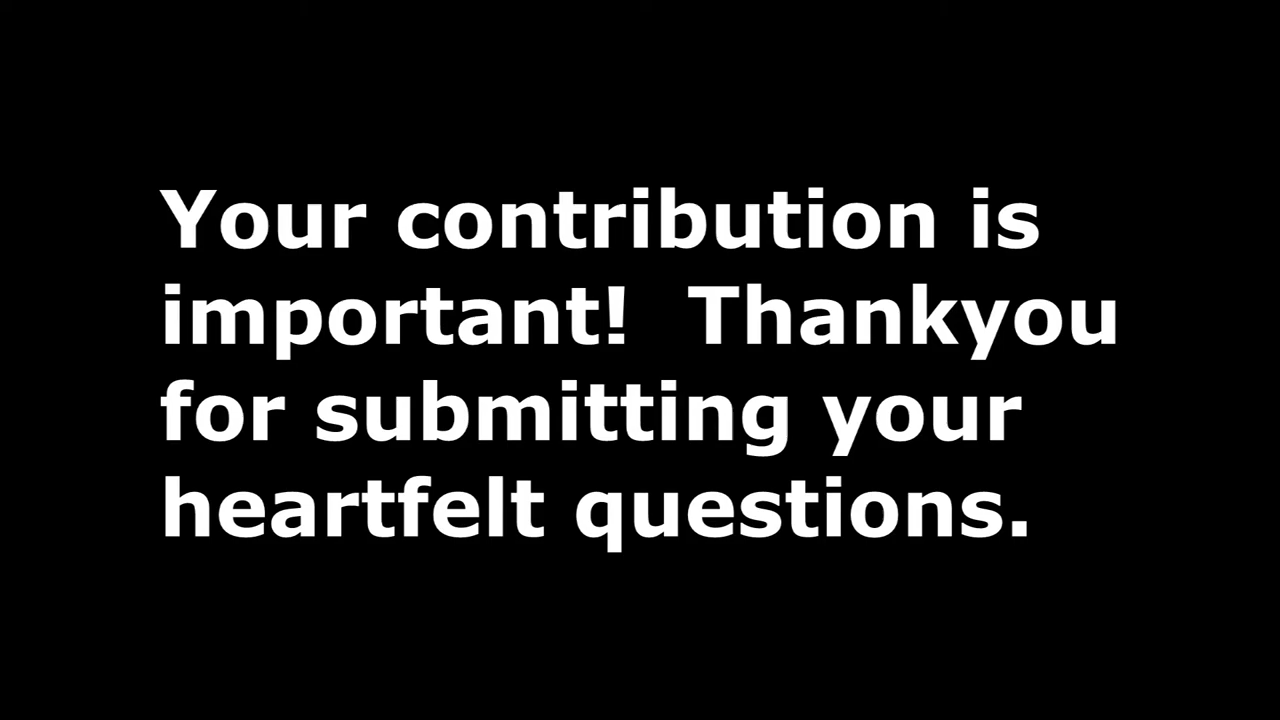 Your contribution is
important!  Thankyou
for submitting your
heartfelt questions.